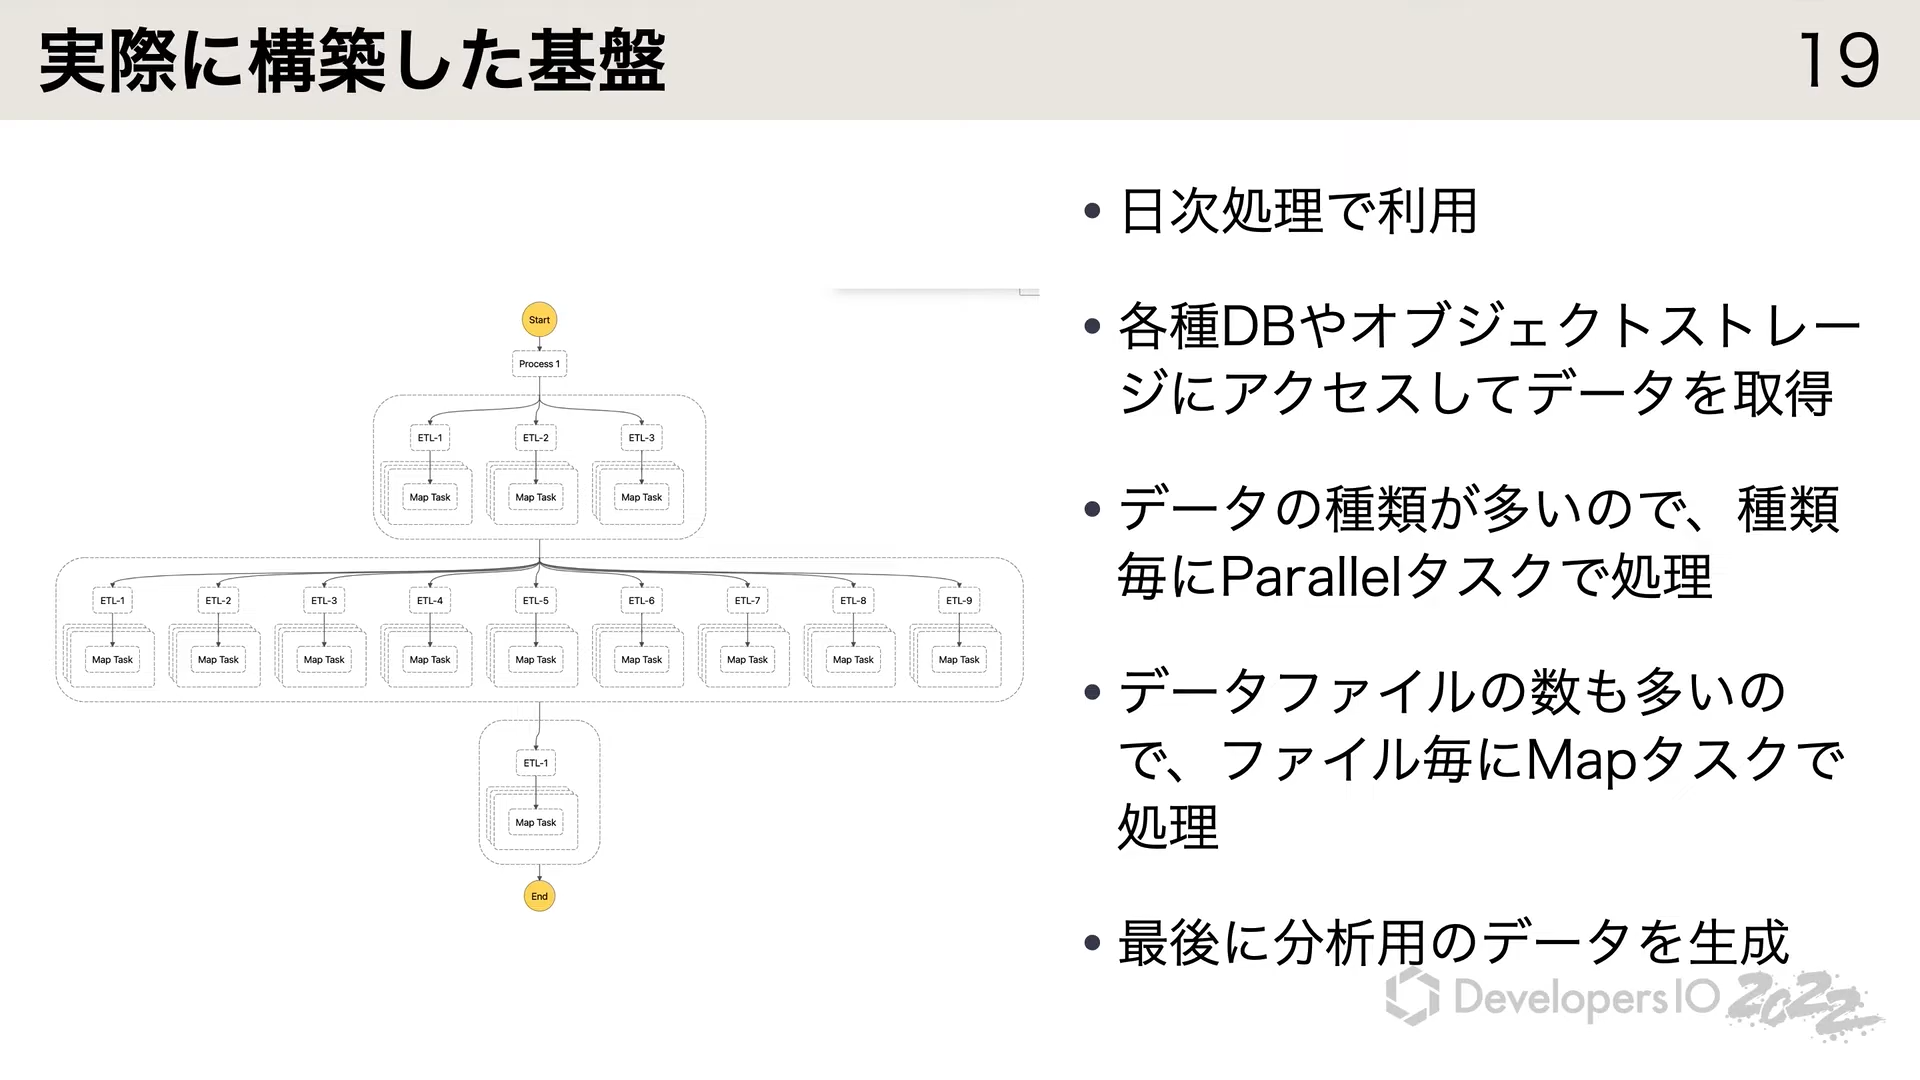 実際に構築した基盤
19
Start
Process 1
ETL-1 ETL-2 ETL-3
Map Task Map Task Map Task
ETL-1 ETL-2 ETL-3 ETL-4 ETL-5 ETL-6 ETL-7 ETL-8 ETL-9
Map Task Map Task Map Task Map Task Map Task Map Task Map Task Map Task Map Task
ETL-1
Map Task
End
• 日次処理で利用
• 各種DBやオブジェクトストレー
ジにアクセスしてデータを取得
• データの種類が多いので、種類
毎にParallelタスクで処理
• データファイルの数も多いの
で、ファイル毎にMapタスクで
処理
• 最後に分析用のデータを生成
DevelopersIO 2022